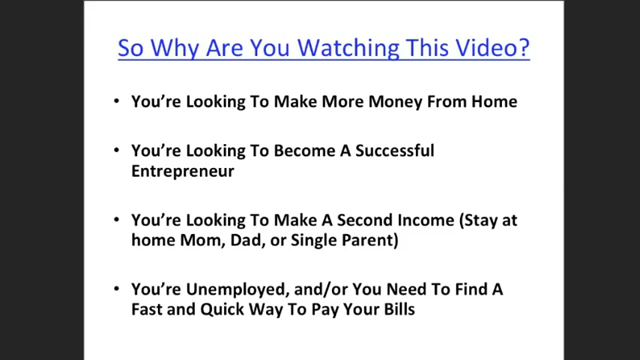 So Why Are You Watching This Video?
• You're Looking To Make More Money From Home
• You're Looking To Become A Successful
Entrepreneur
• You're Looking To Make A Second Income (Stay at
home Mom, Dad, or Single Parent)
• You're Unemployed, and/or You Need To Find A
Fast and Quick Way To Pay Your Bills